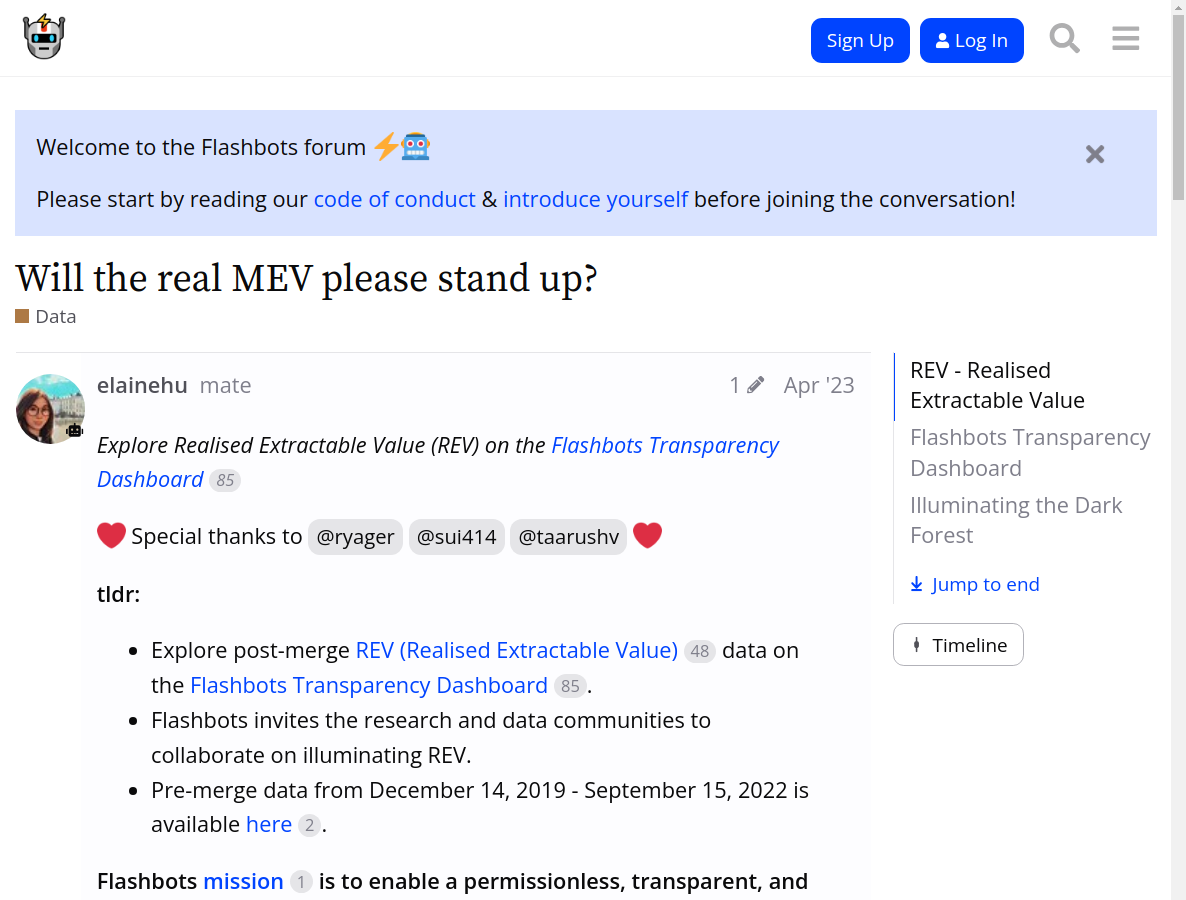 Sign Up
Log In
Welcome to the Flashbots forum
Please start by reading our code of conduct & introduce yourself before joining the conversation!
Will the real MEV please stand up?
Data
elainehu mate 1 Apr '23
Explore Realised Extractable Value (REV) on the Flashbots Transparency
Dashboard 85
Special thanks to @ryager @sui414 @taarushv
tldr:
Explore post-merge REV (Realised Extractable Value) 48 data on
the Flashbots Transparency Dashboard 85.
Flashbots invites the research and data communities to
collaborate on illuminating REV.
Pre-merge data from December 14, 2019 - September 15, 2022 is
available here 2.
Flashbots mission 1 is to enable a permissionless, transparent, and
REV - Realised
Extractable Value
Flashbots Transparency
Dashboard
Illuminating the Dark
Forest
Jump to end
Timeline